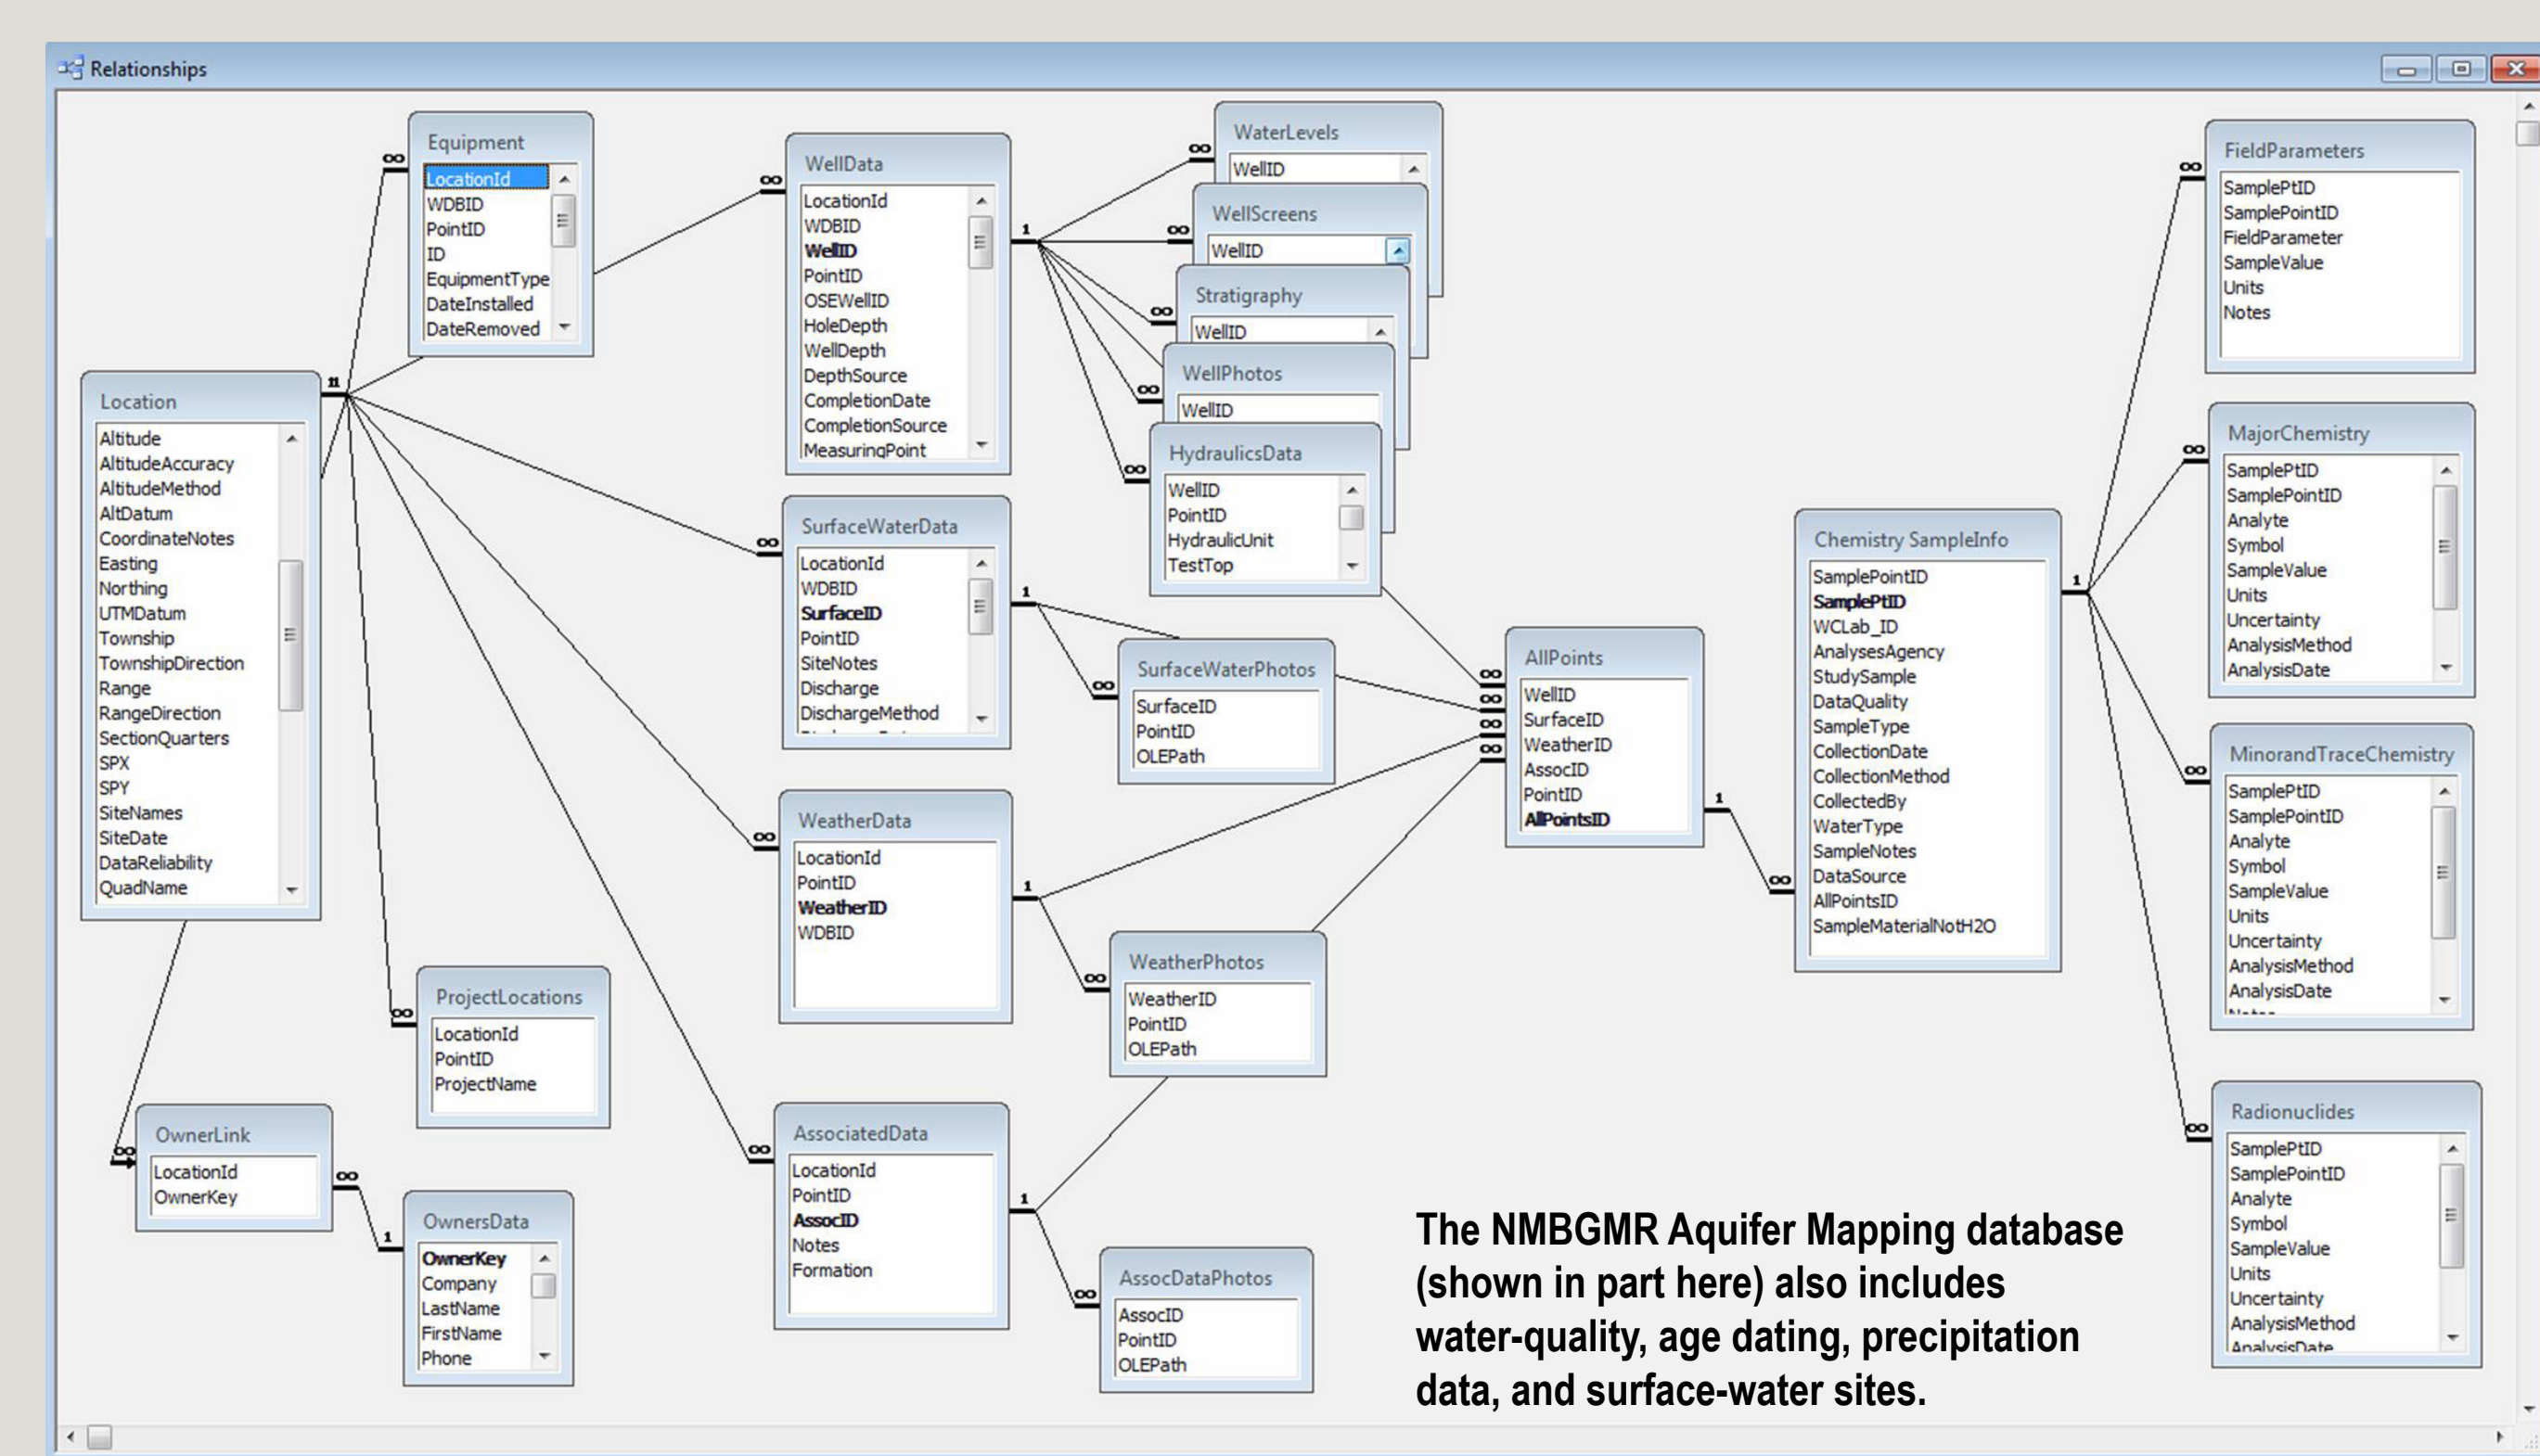 Relationships
Equipment
LocationId
WDBID
PointID
ID
EquipmentType
DateInstalled
DateRemoved
Location
Altitude
AltitudeAccuracy
AltitudeMethod
AltDatum
CoordinateNotes
Easting
Northing
UTMDatum
Township
TownshipDirection
Range
RangeDirection
SectionQuarters
SPX
SPY
SiteNames
SiteDate
DataReliability
QuadName
OwnerLink
LocationId
OwnerKey
ProjectLocations
LocationId
PointID
ProjectName
OwnersData
OwnerKey
Company
LastName
FirstName
Phone
WellData
LocationId
WDBID
WellID
PointID
OSEWellID
HoleDepth
WellDepth
DepthSource
CompletionDate
CompletionSource
MeasuringPoint
SurfaceWaterData
LocationId
WDBID
SurfaceID
PointID
SiteNotes
Discharge
DischargeMethod
WeatherData
LocationId
PointID
WeatherID
WDBID
AssociatedData
LocationId
PointID
AssocID
Notes
Formation
WaterLevels
WellID
WellScreens
WellID
Stratigraphy
WellID
WellPhotos
WellID
HydraulicsData
WellID
PointID
HydraulicUnit
TestTop
SurfaceWaterPhotos
SurfaceID
PointID
OLEPath
WeatherPhotos
WeatherID
PointID
OLEPath
AssocDataPhotos
AssocID
PointID
OLEPath
AllPoints
WellID
SurfaceID
WeatherID
AssocID
PointID
AllPointsID
Chemistry SampleInfo
SamplePointID
SamplePtID
WCLab_ID
AnalysesAgency
StudySample
DataQuality
SampleType
CollectionDate
CollectionMethod
CollectedBy
WaterType
SampleNotes
DataSource
AllPointsID
SampleMaterialNotH2O
FieldParameters
SamplePtID
SamplePointID
FieldParameter
SampleValue
Units
Notes
MajorChemistry
SamplePtID
SamplePointID
Analyte
Symbol
SampleValue
Units
Uncertainty
AnalysisMethod
AnalysisDate
MinorandTraceChemistry
SamplePtID
SamplePointID
Analyte
Symbol
SampleValue
Units
Uncertainty
AnalysisMethod
AnalysisDate
Radionuclides
SamplePtID
SamplePointID
Analyte
Symbol
SampleValue
Units
Uncertainty
AnalysisMethod
AnalysisDate
The NMBGMR Aquifer Mapping database
(shown in part here) also includes
water-quality, age dating, precipitation
data, and surface-water sites.